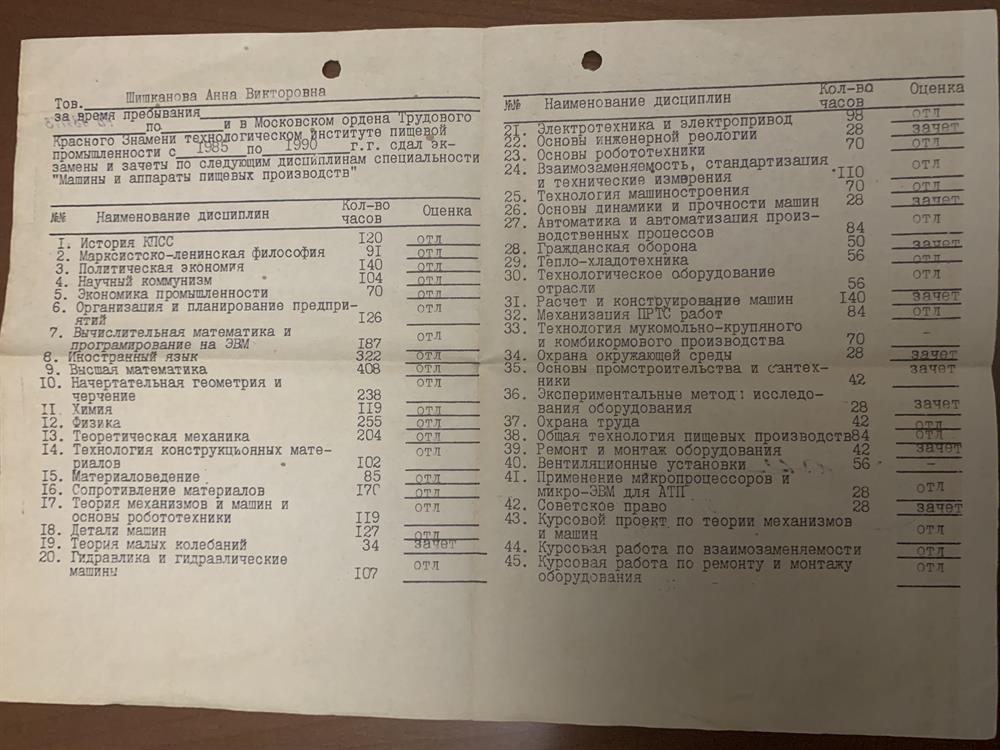 Тов. Шишканова Анна Викторовна
за время пребывания
по и в Московском ордена Трудового
Красного Знамени технологическом институте пищевой
промышленности с 1985 по 1990 г.г. сдал эк-
замены и зачеты по следующим дисциплинам специальности
"Машины и аппараты пищевых производств"
№№ Наименование дисциплин Кол-во часов Оценка
1. История КПСС 120 отл
2. Марксистско-ленинская философия 91 отл
3. Политическая экономия 140 отл
4. Научный коммунизм 104 отл
5. Экономика промышленности 70 отл
6. Организация и планирование предпри- отл
ятий 126
7. Вычислительная математика и отл
програмирование на ЭВМ 187
8. Иностранный язык 322 отл
9. Высшая математика 408 отл
10. Начертательная геометрия и отл
черчение 238
11. Химия 119 отл
12. Физика 255 отл
13. Теоретическая механика 204 отл
14. Технология конструкционных мате- отл
риалов 102
15. Материаловедение 85 отл
16. Сопротивление материалов 170 отл
17. Теория механизмов и машин и отл
основы робототехники 119
18. Детали машин 127 отл
19. Теория малых колебаний 34 зачет
20. Гидравлика и гидравлические отл
машины 107
№№ Наименование дисциплин Кол-во часов Оценка
21. Электротехника и электропривод 98 отл
22. Основы инженерной реологии 28 зачет
23. Основы робототехники 70 отл
24. Взаимозаменяемость, стандартизация отл
и технические измерения 110
25. Технология машиностроения 70 отл
26. Основы динамики и прочности машин 28 зачет
27. Автоматика и автоматизация произ- отл
водственных процессов 84
28. Гражданская оборона 50 зачет
29. Тепло-хладотехника 56 отл
30. Технологическое оборудование отл
отрасли 56
31. Расчет и конструирование машин 140 зачет
32. Механизация ПРТС работ 84 отл
33. Технология мукомольно-крупяного -
и комбикормового производства 70
34. Охрана окружающей среды 28 зачет
35. Основы промстроительства и сантех- зачет
ники 42
36. Экспериментальные методы исследо-
вания оборудования 28 зачет
37. Охрана труда 42 отл
38. Общая технология пищевых производств 84 отл
39. Ремонт и монтаж оборудования 42 зачет
40. Вентиляционные установки 56 -
41. Применение микропроцессоров и
микро-ЭВМ для АТП 28 отл
42. Советское право 28 зачет
43. Курсовой проект по теории механизмов
и машин отл
44. Курсовая работа по взаимозаменяемости отл
45. Курсовая работа по ремонту и монтажу отл
оборудования